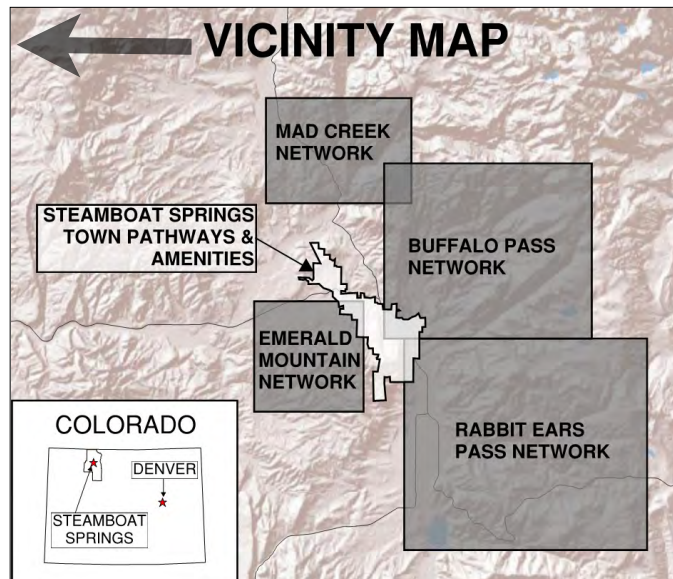 VICINITY MAP
MAD CREEK
NETWORK
STEAMBOAT SPRINGS
TOWN PATHWAYS &
AMENITIES
BUFFALO PASS
NETWORK
EMERALD
MOUNTAIN
NETWORK
RABBIT EARS
PASS NETWORK
COLORADO
DENVER
STEAMBOAT
SPRINGS